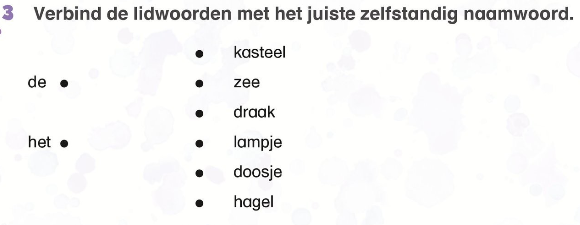 3 Verbind de lidwoorden met het juiste zelfstandig naamwoord.
• kasteel
de • • zee
• draak
het • • lampje
• doosje
• hagel